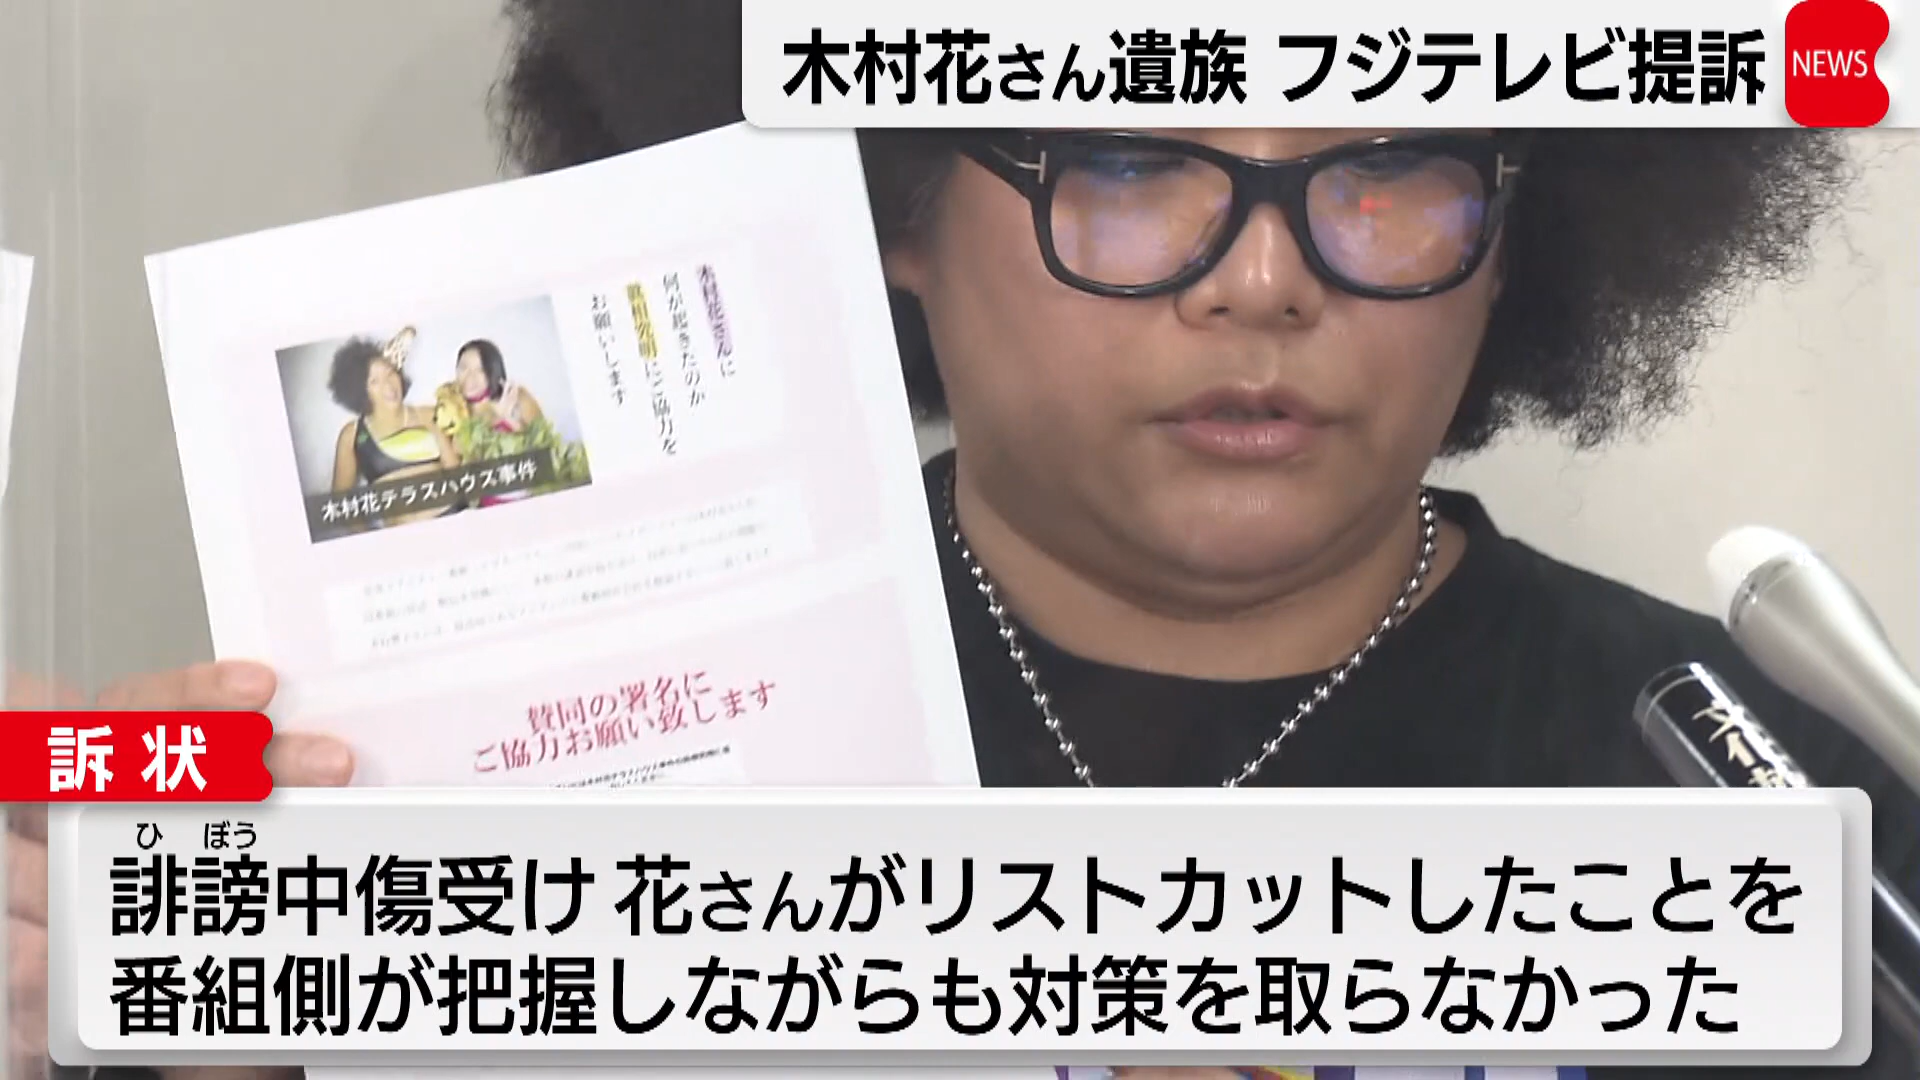 木村花さん遺族 フジテレビ提訴
NEWS
木村花さんに
何が起きたのか
真相究明にご協力を
お願いします
木村花テラスハウス事件
賛同の署名に
ご協力お願い致します
訴状
ひ ぼう
誹謗中傷受け 花さんがリストカットしたことを
番組側が把握しながらも対策を取らなかった